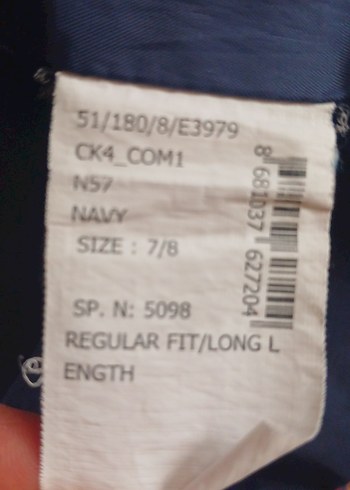 51/180/8/E3979
CK4_COM1
N57
NAVY
SIZE : 7/8
SP. N: 5098
REGULAR FIT/LONG L
ENGTH
8 681037 627204